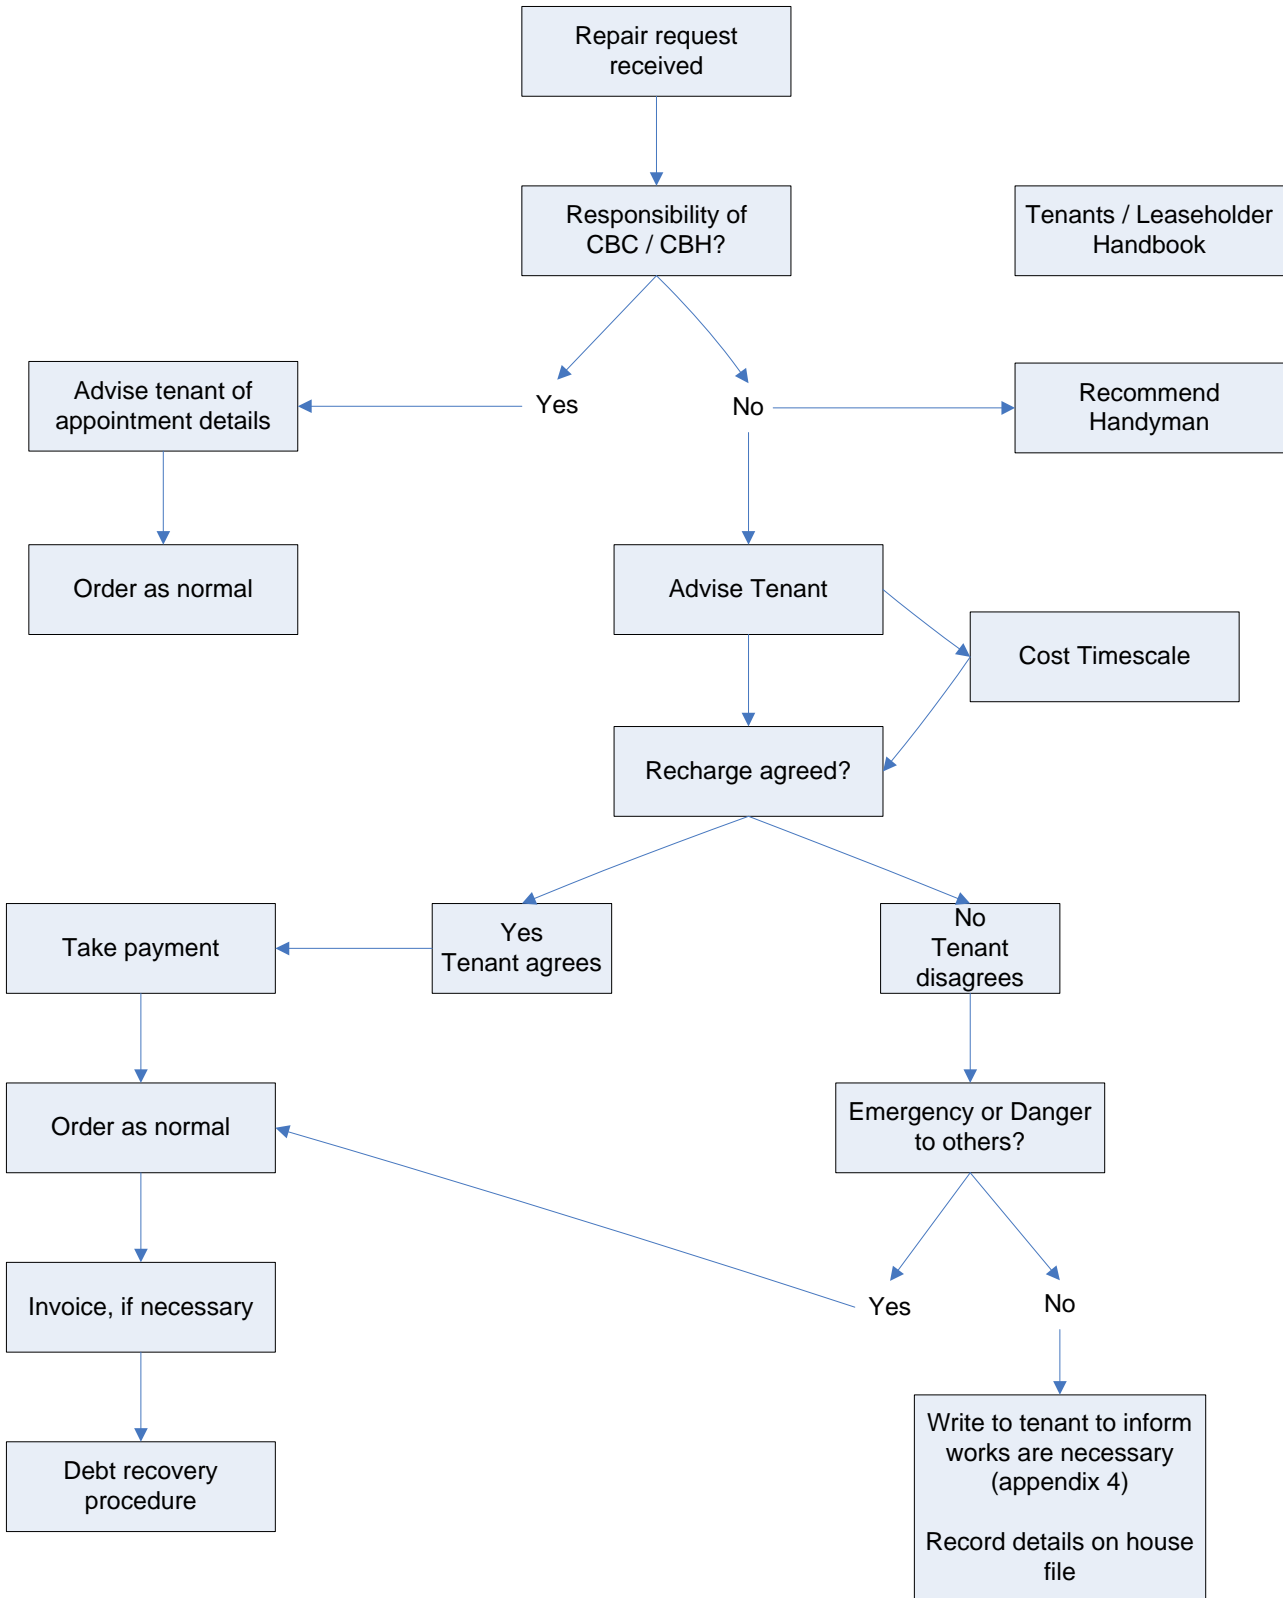 Repair request
received
Responsibility of
CBC / CBH?
Tenants / Leaseholder
Handbook
Advise tenant of
appointment details
Yes
No
Recommend
Handyman
Order as normal
Advise Tenant
Cost Timescale
Recharge agreed?
Take payment
Yes
Tenant agrees
No
Tenant
disagrees
Order as normal
Emergency or Danger
to others?
Invoice, if necessary
Yes
No
Debt recovery
procedure
Write to tenant to inform
works are necessary
(appendix 4)
Record details on house
file